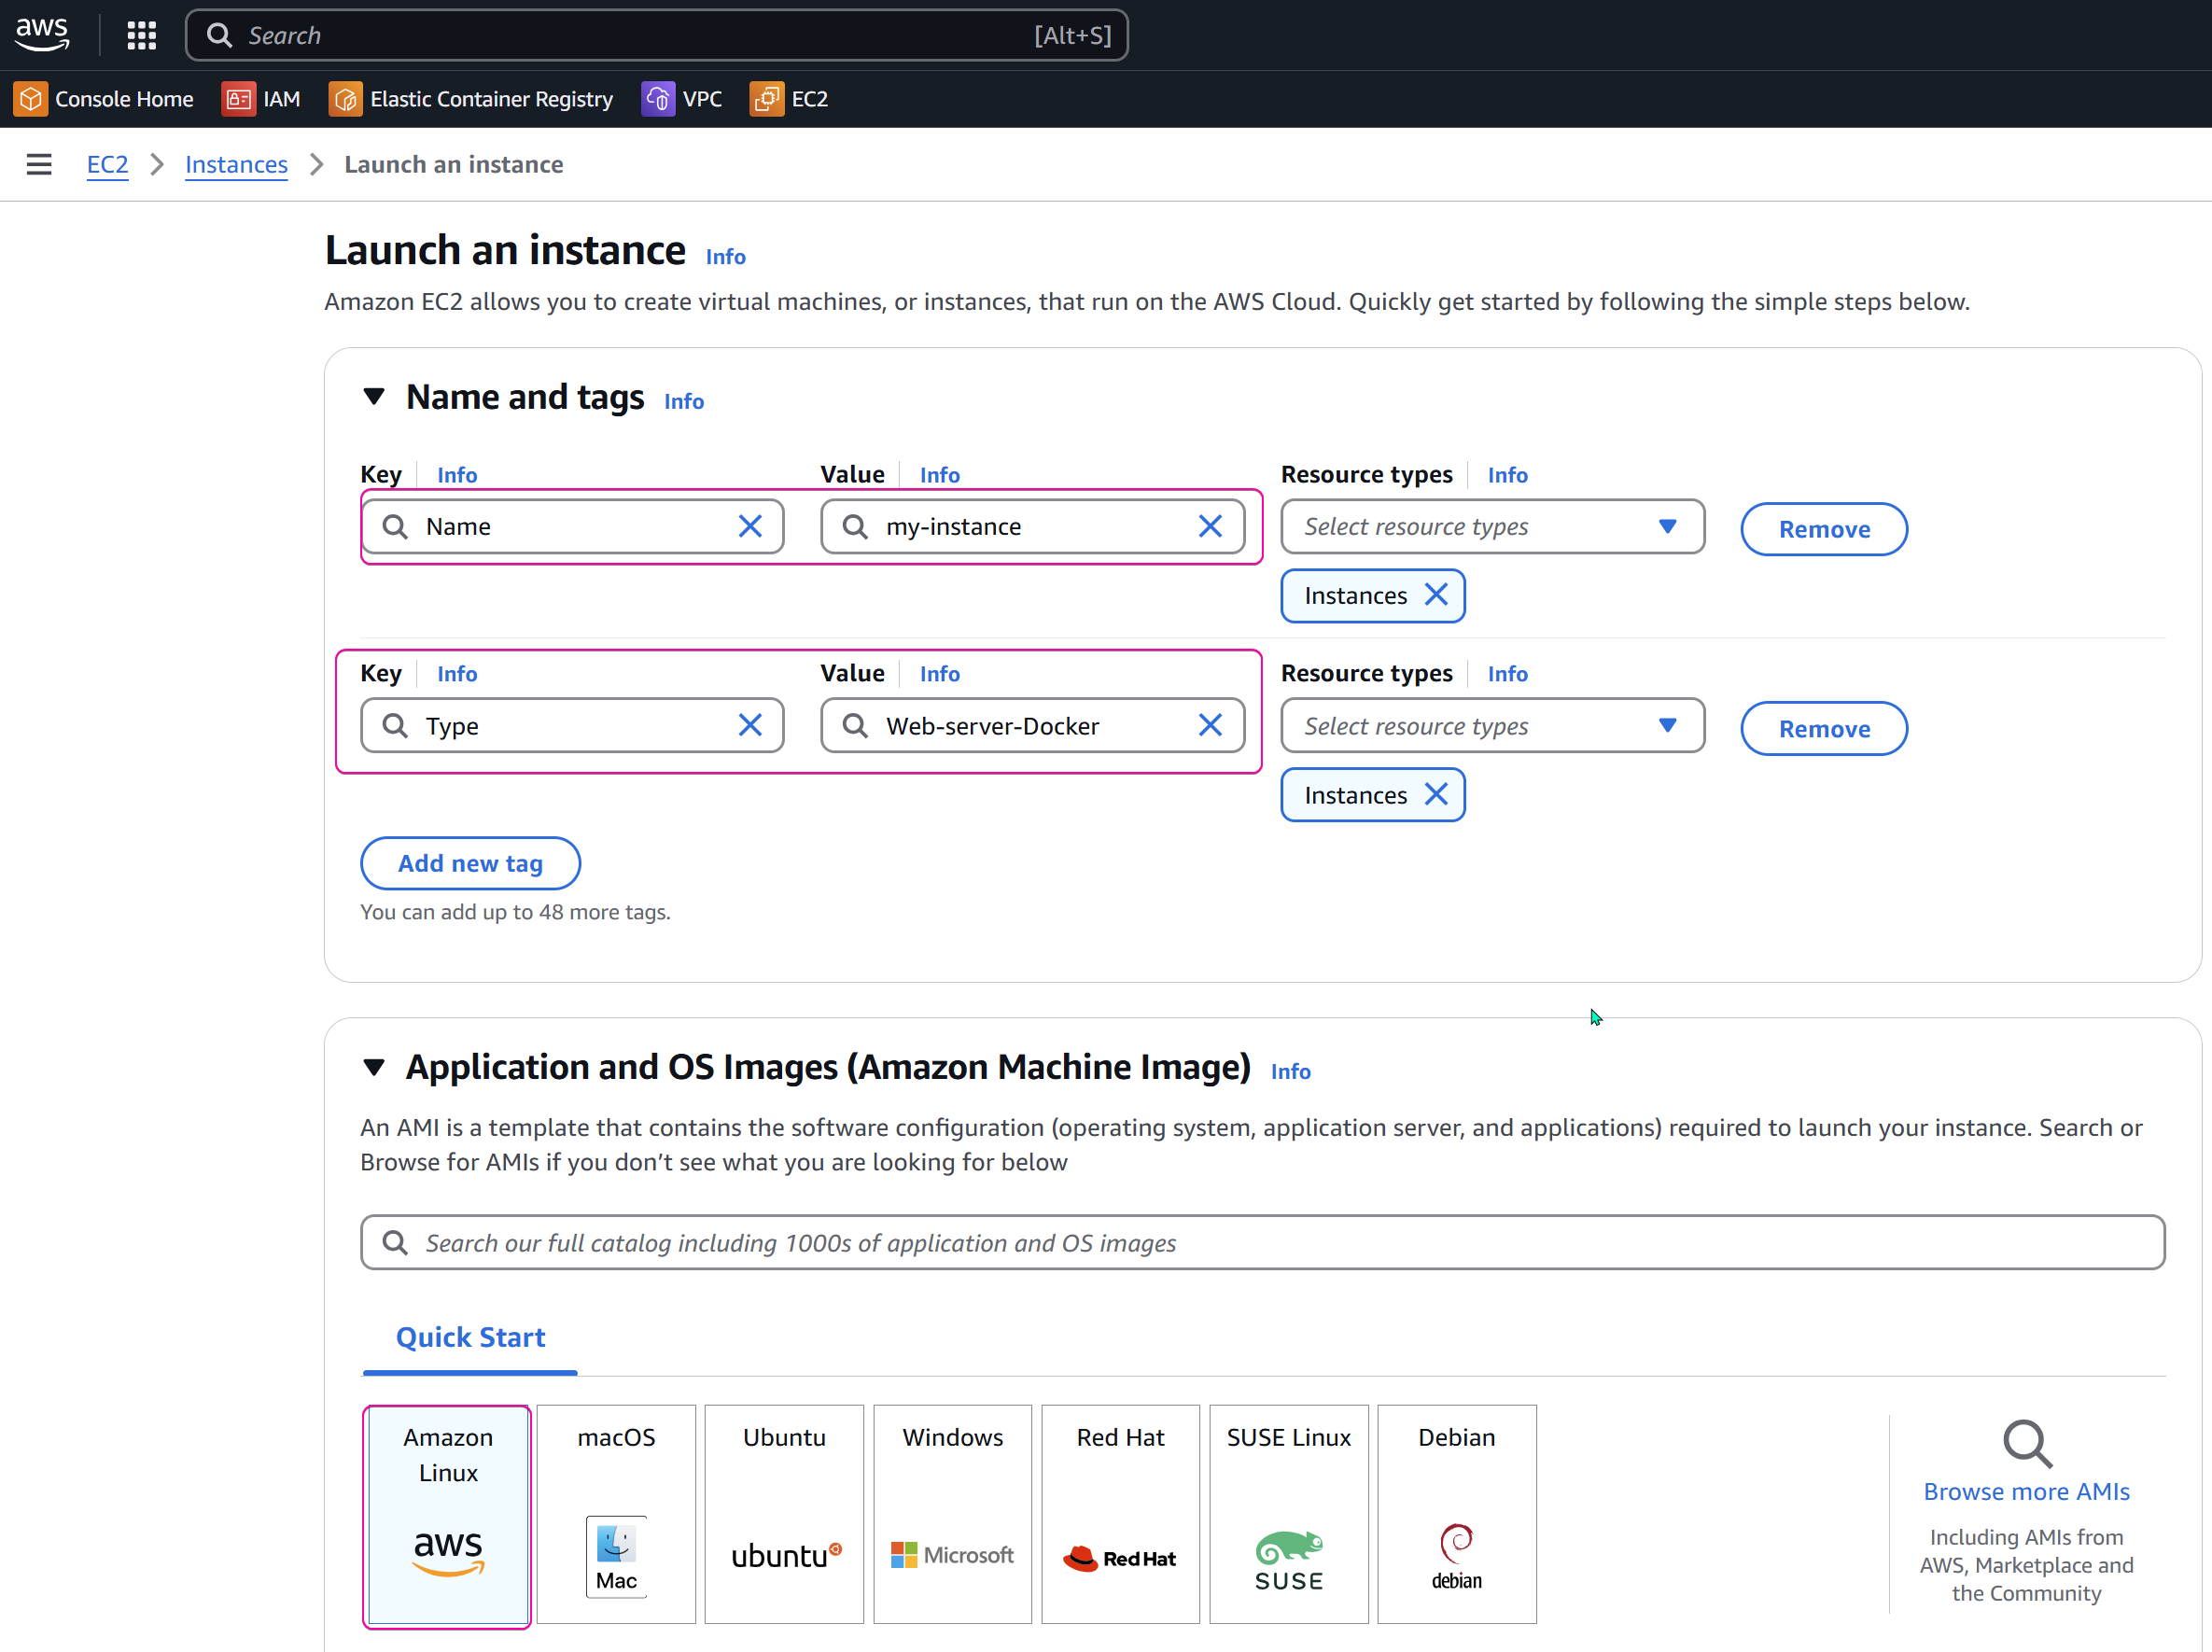 aws
Search [Alt+S]
Console Home IAM Elastic Container Registry VPC EC2
EC2 Instances Launch an instance
Launch an instance Info
Amazon EC2 allows you to create virtual machines, or instances, that run on the AWS Cloud. Quickly get started by following the simple steps below.
Name and tags Info
Key Info Value Info Resource types Info
Name my-instance Select resource types Remove
Instances
Key Info Value Info Resource types Info
Type Web-server-Docker Select resource types Remove
Instances
Add new tag
You can add up to 48 more tags.
Application and OS Images (Amazon Machine Image) Info
An AMI is a template that contains the software configuration (operating system, application server, and applications) required to launch your instance. Search or
Browse for AMIs if you don’t see what you are looking for below
Search our full catalog including 1000s of application and OS images
Quick Start
Amazon
Linux
aws
macOS
Mac
Ubuntu
ubuntu
Windows
Microsoft
Red Hat
Red Hat
SUSE Linux
SUSE
Debian
debian
Browse more AMIs
Including AMIs from
AWS, Marketplace and
the Community